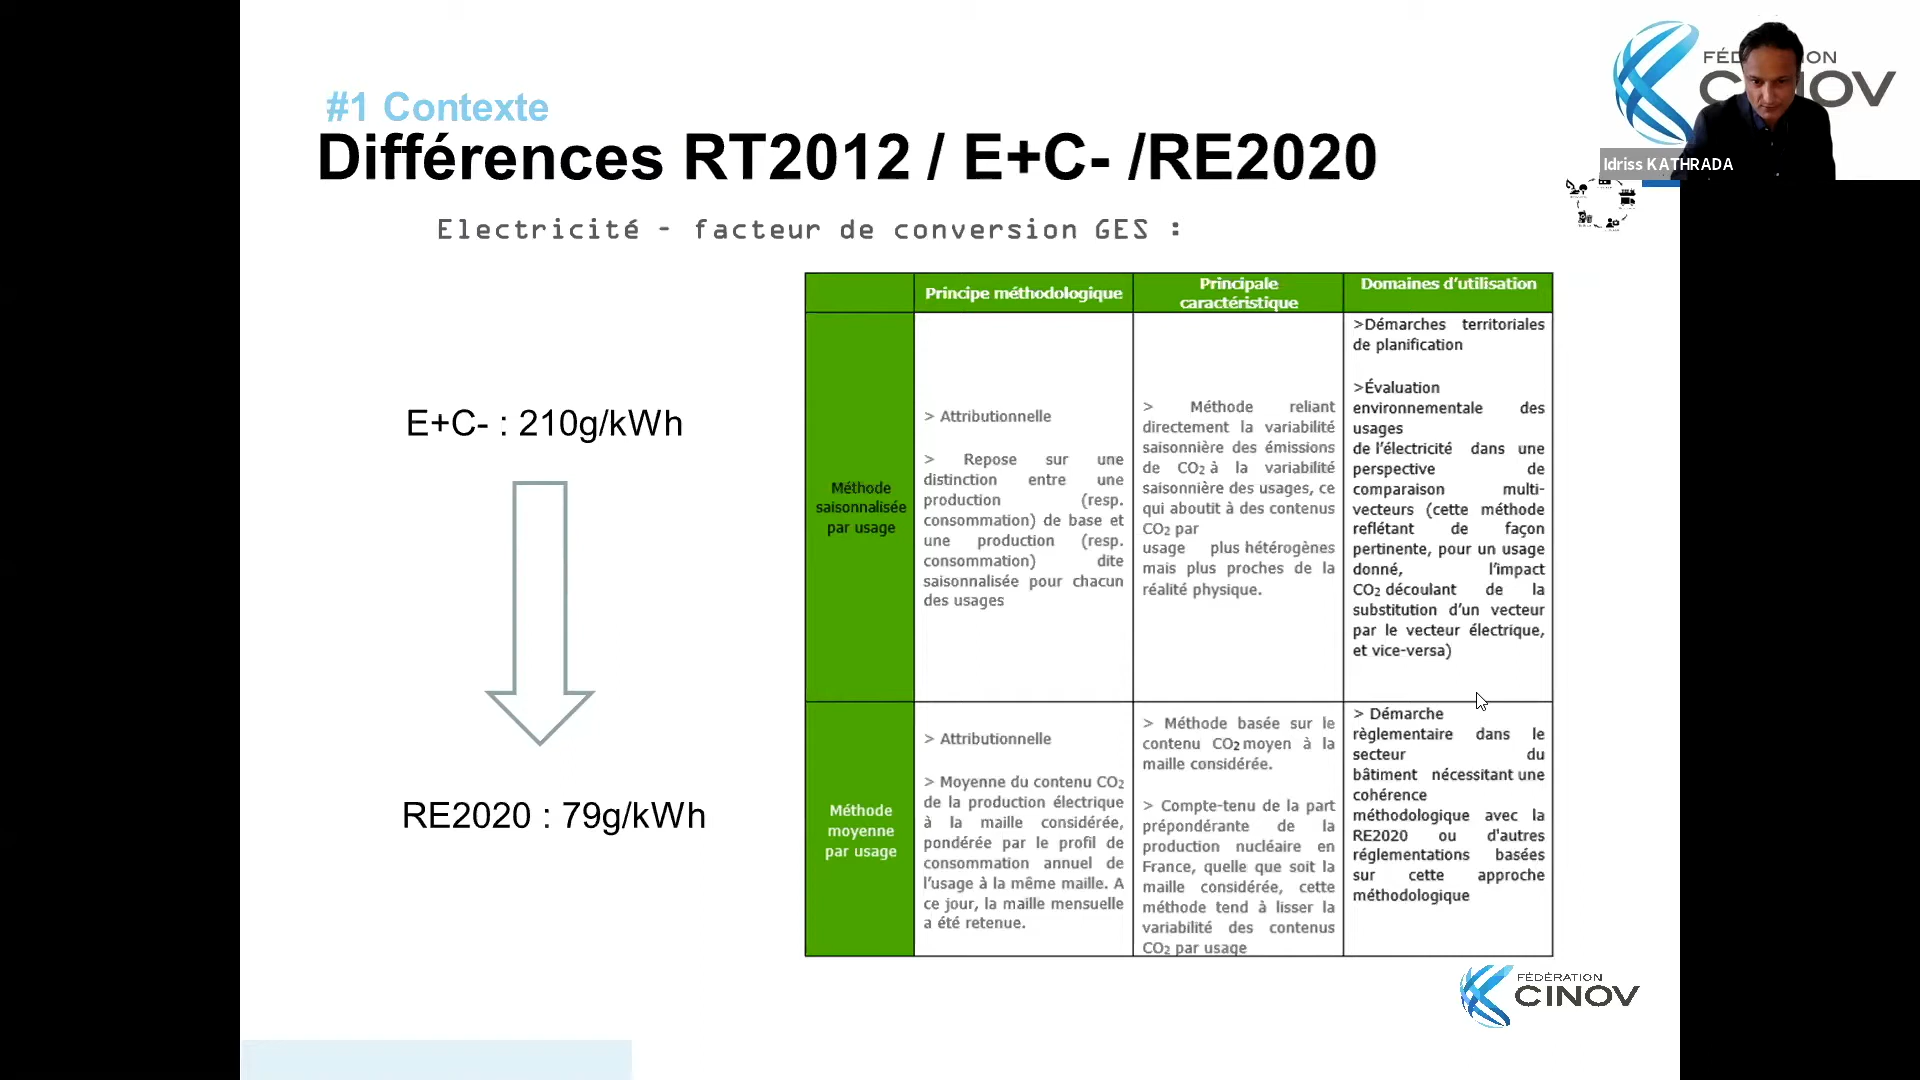 FÉDÉRATION
CINOV
Idriss KATHRADA
#1 Contexte
Différences RT2012 / E+C- /RE2020
Electricité - facteur de conversion GES :
E+C- : 210g/kWh
RE2020 : 79g/kWh
Principe méthodologique
Principale
caractéristique
Domaines d'utilisation
Méthode
saisonnalisée
par usage
> Attributionnelle
> Repose sur une
distinction entre une
production (resp.
consommation) de base et
une production (resp.
consommation) dite
saisonnalisée pour chacun
des usages
> Méthode reliant
directement la variabilité
saisonnière des émissions
de CO2 à la variabilité
saisonnière des usages, ce
qui aboutit à des contenus
CO2 par
usage plus hétérogènes
mais plus proches de la
réalité physique.
>Démarches territoriales
de planification
>Évaluation
environnementale des
usages
de l'électricité dans une
perspective de
comparaison multi-
vecteurs (cette méthode
reflétant de façon
pertinente, pour un usage
donné, l'impact
CO2 découlant de la
substitution d'un vecteur
par le vecteur électrique,
et vice-versa)
Méthode
moyenne
par usage
> Attributionnelle
> Moyenne du contenu CO2
de la production électrique
à la maille considérée,
pondérée par le profil de
consommation annuel de
l'usage à la même maille. A
ce jour, la maille mensuelle
a été retenue.
> Méthode basée sur le
contenu CO2 moyen à la
maille considérée.
> Compte-tenu de la part
prépondérante de la
production nucléaire en
France, quelle que soit la
maille considérée, cette
méthode tend à lisser la
variabilité des contenus
CO2 par usage
> Démarche
règlementaire dans le
secteur du
bâtiment nécessitant une
cohérence
méthodologique avec la
RE2020 ou d'autres
réglementations basées
sur cette approche
méthodologique
FÉDÉRATION
CINOV